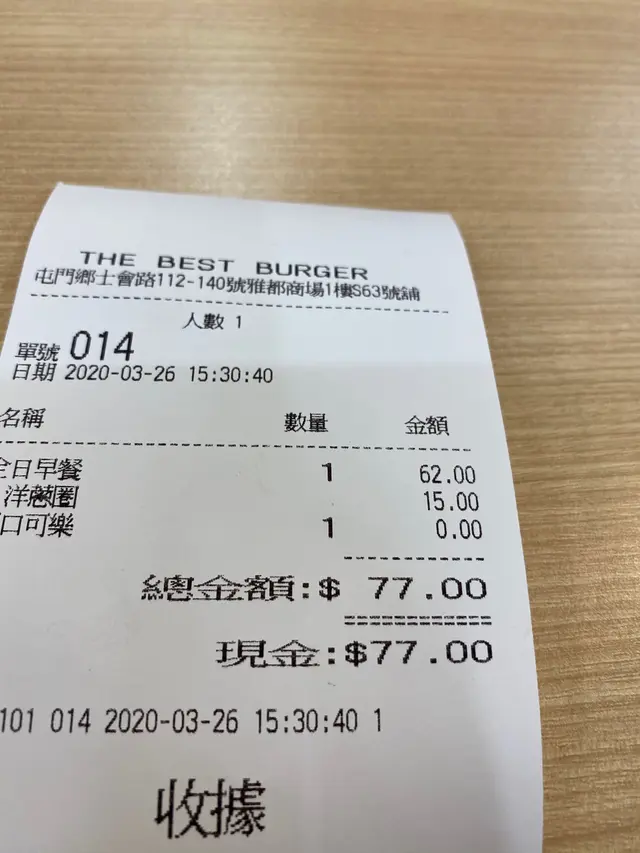 THE BEST BURGER
屯門鄉士會路112-140號雅都商場1樓S63號舖
人數 1
單號 014
日期 2020-03-26 15:30:40
名稱 數量 金額
全日早餐 1 62.00
洋蔥圈 15.00
口可樂 1 0.00
總金額:$ 77.00
現金:$77.00
101 014 2020-03-26 15:30:40 1
收據